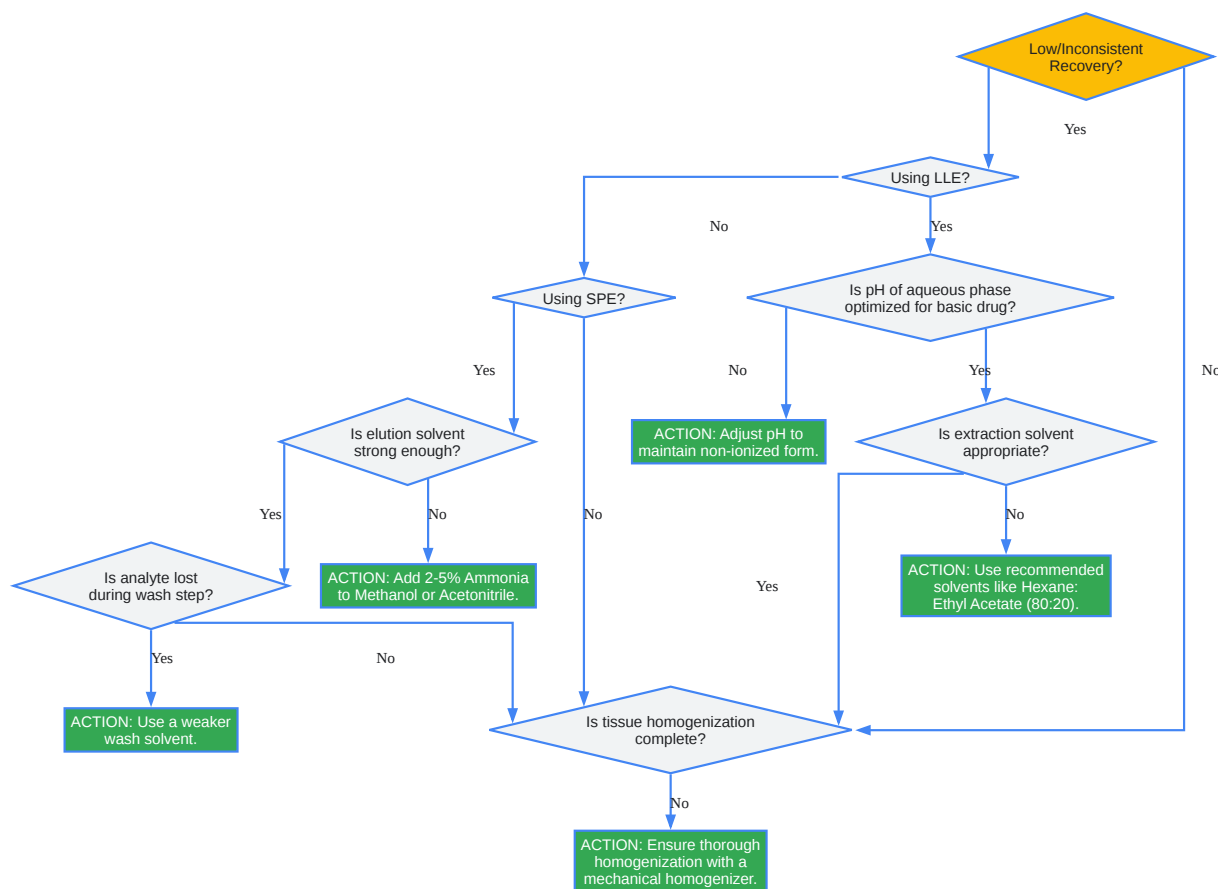 Low/Inconsistent
Recovery?
Yes
Using LLE?
No
Yes
Using SPE?
Is pH of aqueous phase
optimized for basic drug?
Yes
No
Yes
No
Is elution solvent
strong enough?
ACTION: Adjust pH to
maintain non-ionized form.
Is extraction solvent
appropriate?
Yes
No
No
No
Is analyte lost
during wash step?
ACTION: Add 2-5% Ammonia
to Methanol or Acetonitrile.
Yes
ACTION: Use recommended
solvents like Hexane:
Ethyl Acetate (80:20).
Yes
No
ACTION: Use a weaker
wash solvent.
Is tissue homogenization
complete?
No
ACTION: Ensure thorough
homogenization with a
mechanical homogenizer.